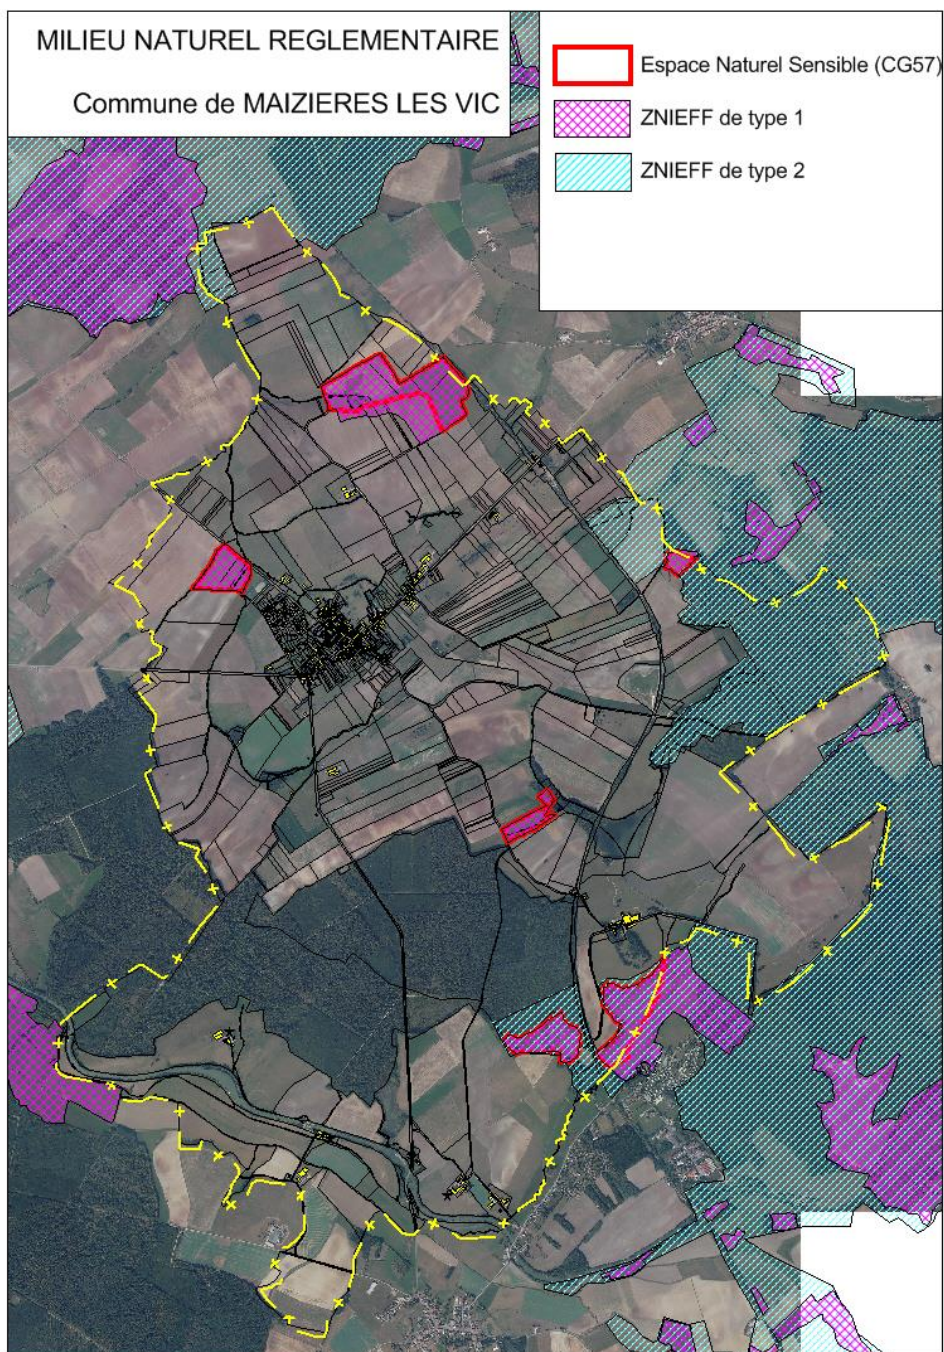 MILIEU NATUREL REGLEMENTAIRE
Commune de MAIZIERES LES VIC
Espace Naturel Sensible (CG57)
ZNIEFF de type 1
ZNIEFF de type 2